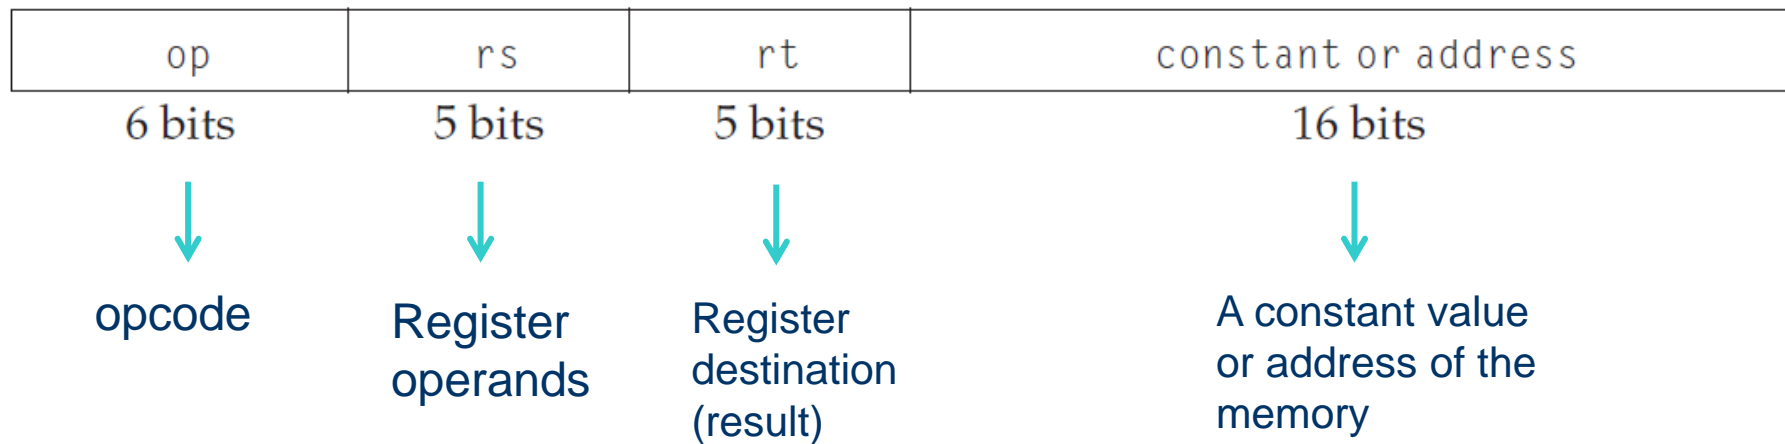 op rs rt constant or address
6 bits 5 bits 5 bits 16 bits
opcode
Register
operands
Register
destination
(result)
A constant value
or address of the
memory